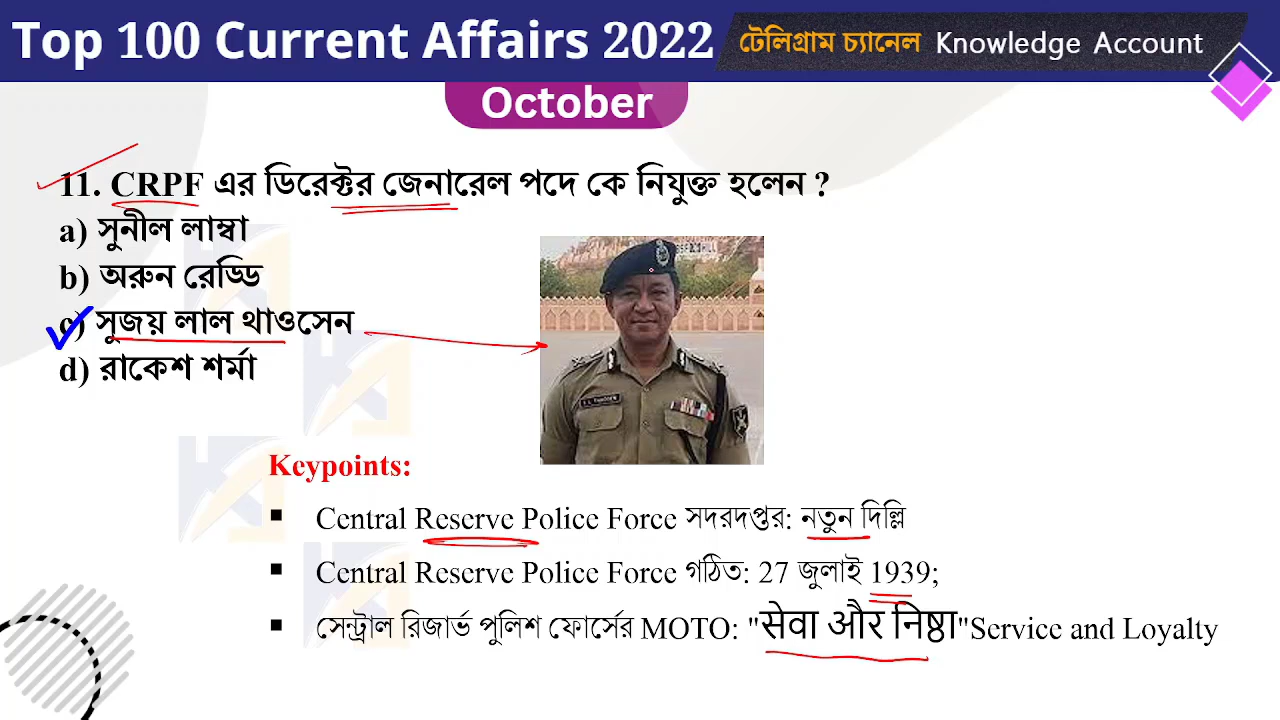 Top 100 Current Affairs 2022
টেলিগ্রাম চ্যানেল Knowledge Account
October
11. CRPF এর ডিরেক্টর জেনারেল পদে কে নিযুক্ত হলেন ?
a) সুনীল লাম্বা
b) অরুন রেড্ডি
c) সুজয় লাল থাওসেন
d) রাকেশ শর্মা
Keypoints:
▪ Central Reserve Police Force সদরদপ্তর: নতুন দিল্লি
▪ Central Reserve Police Force গঠিত: 27 জুলাই 1939;
▪ সেন্ট্রাল রিজার্ভ পুলিশ ফোর্সের MOTO: "सेवा और निष्ठा"Service and Loyalty